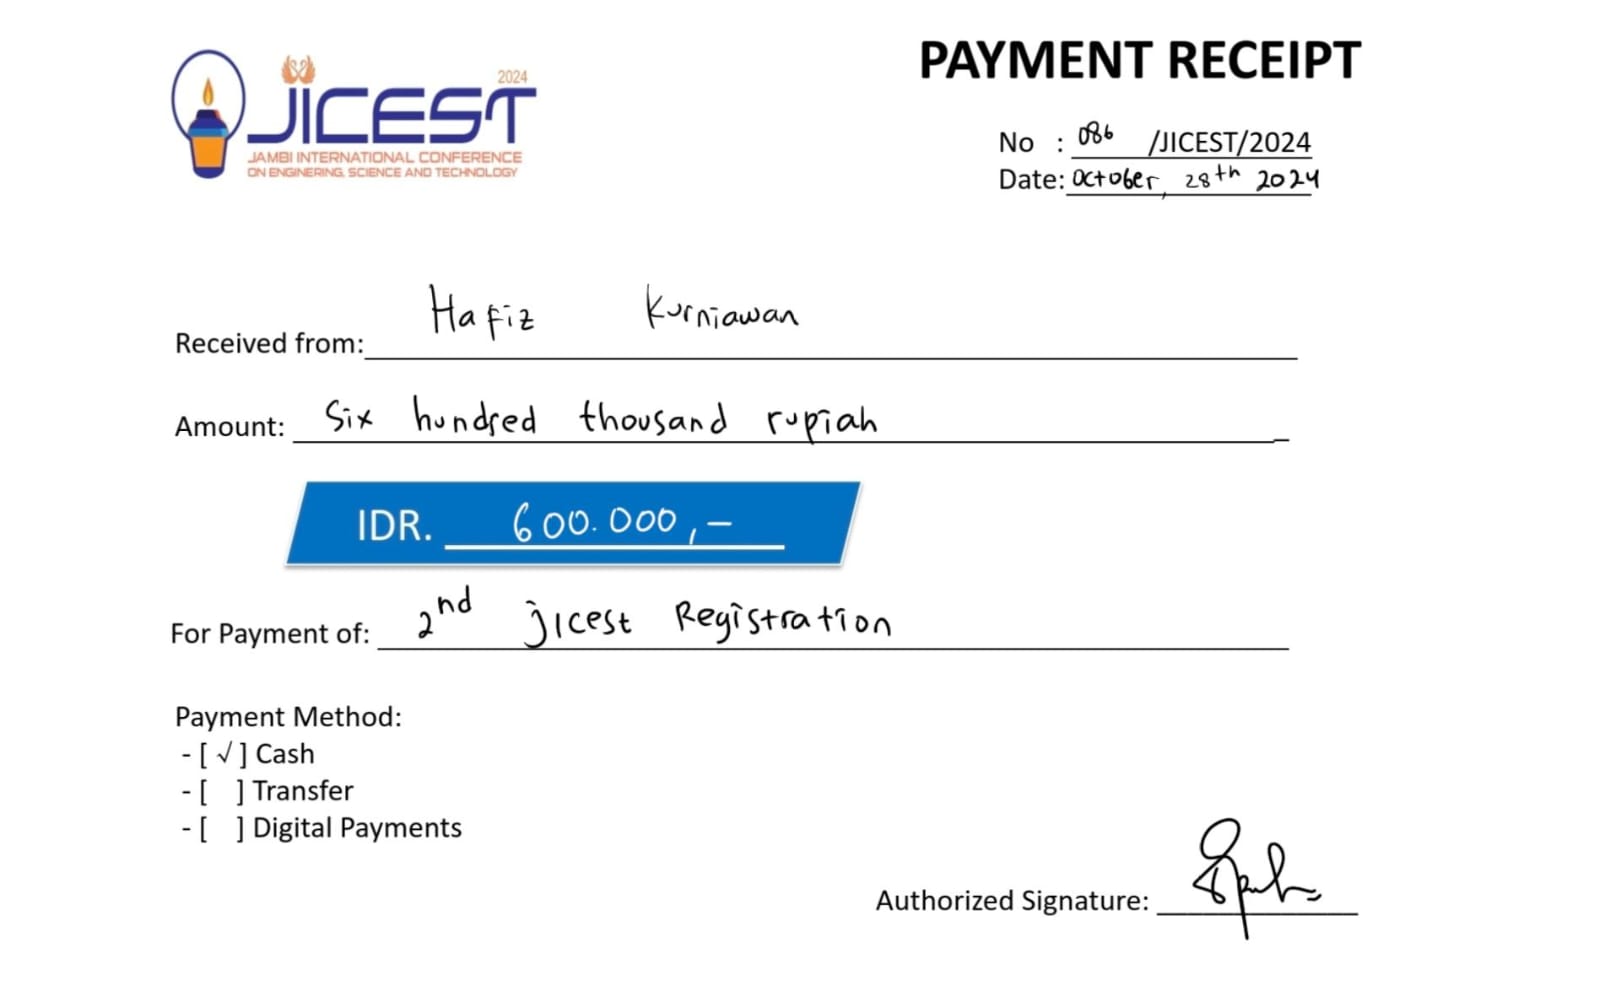 2024
JICEST
JAMBI INTERNATIONAL CONFERENCE
ON ENGINERING, SCIENCE AND TECHNOLOGY
PAYMENT RECEIPT
No : 086 /JICEST/2024
Date: October, 28th 2024
Received from: Hafiz Kurniawan
Amount: Six hundred thousand rupiah
IDR. 600.000,-
For Payment of: 2nd jicest Registration
Payment Method:
- [ √ ] Cash
- [ ] Transfer
- [ ] Digital Payments
Authorized Signature: